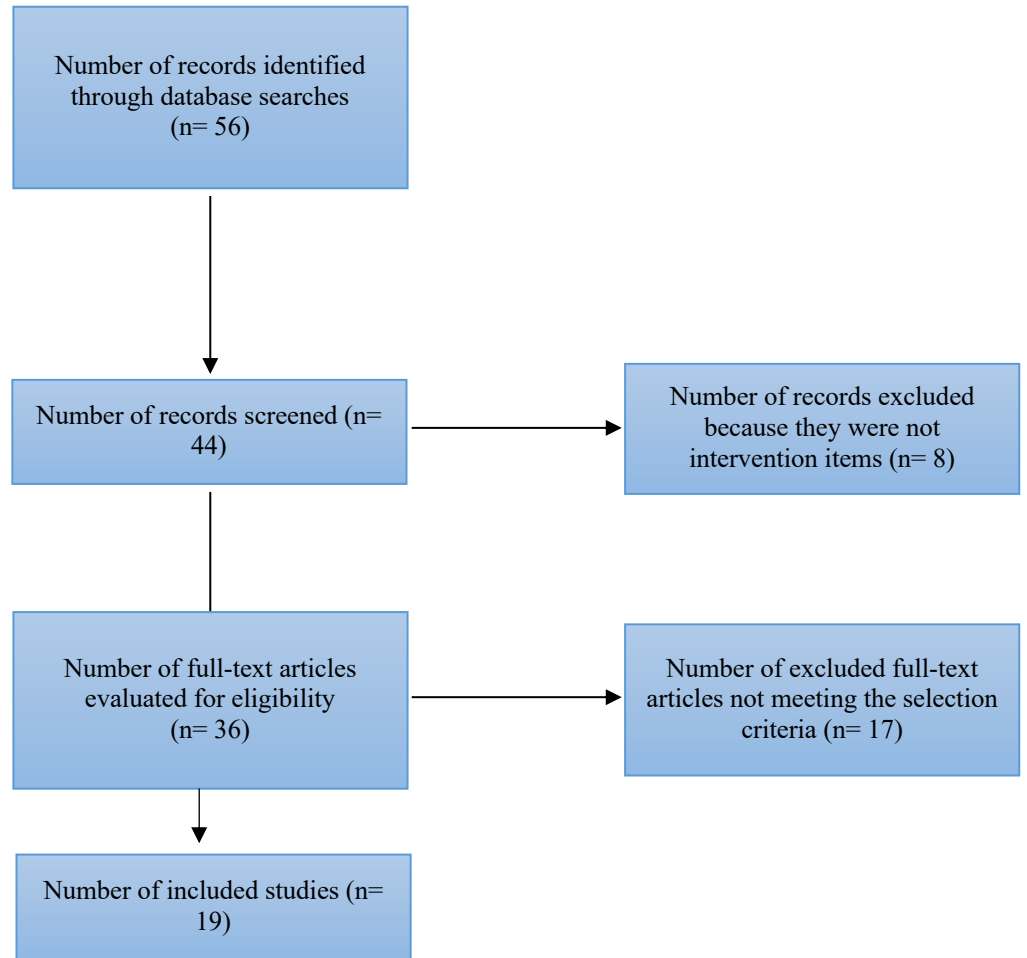 Number of records identified
through database searches
(n= 56)
Number of records screened (n=
44)
Number of records excluded
because they were not
intervention items (n= 8)
Number of full-text articles
evaluated for eligibility
(n= 36)
Number of excluded full-text
articles not meeting the selection
criteria (n= 17)
Number of included studies (n=
19)